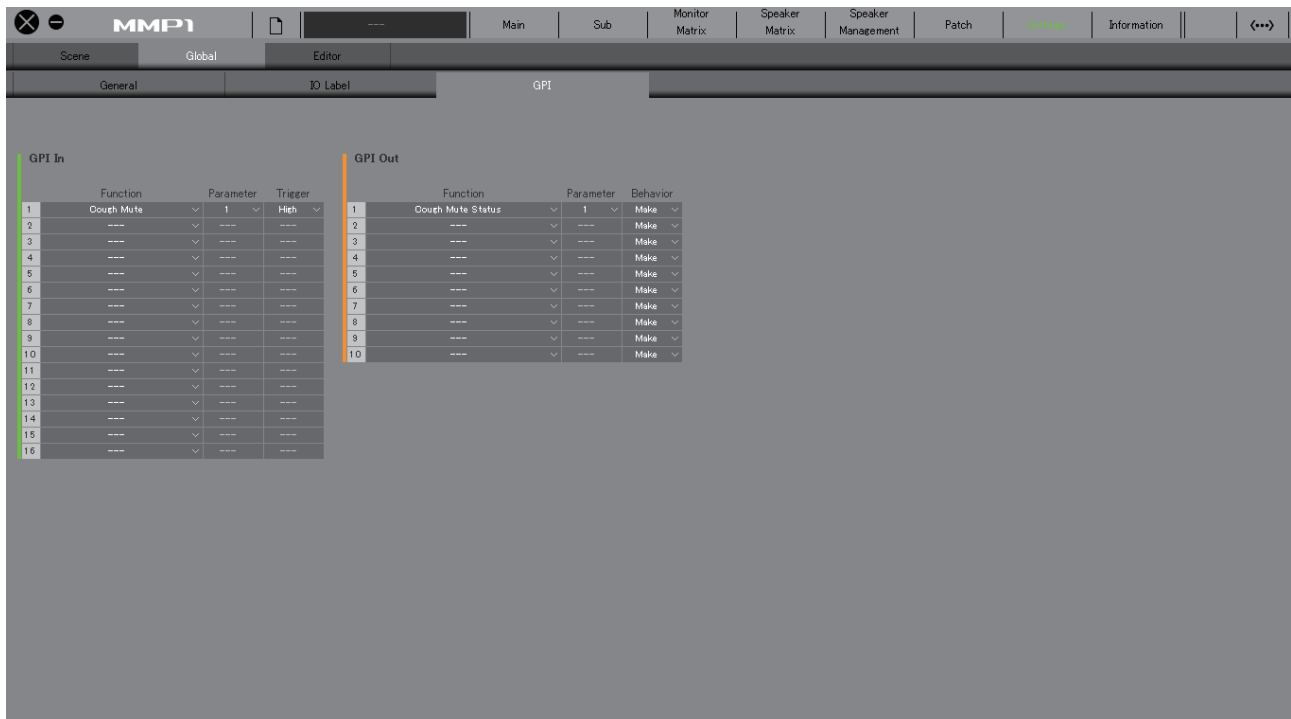 MMP1 --- Main Sub Monitor Matrix Speaker Matrix Speaker Management Patch Information
Scene Global Editor
General IO Label GPI
GPI In
Function Parameter Trigger
1 Cough Mute 1 High
2 --- --- ---
3 --- --- ---
4 --- --- ---
5 --- --- ---
6 --- --- ---
7 --- --- ---
8 --- --- ---
9 --- --- ---
10 --- --- ---
11 --- --- ---
12 --- --- ---
13 --- --- ---
14 --- --- ---
15 --- --- ---
16 --- --- ---
GPI Out
Function Parameter Behavior
1 Cough Mute Status 1 Make
2 --- --- Make
3 --- --- Make
4 --- --- Make
5 --- --- Make
6 --- --- Make
7 --- --- Make
8 --- --- Make
9 --- --- Make
10 --- --- Make